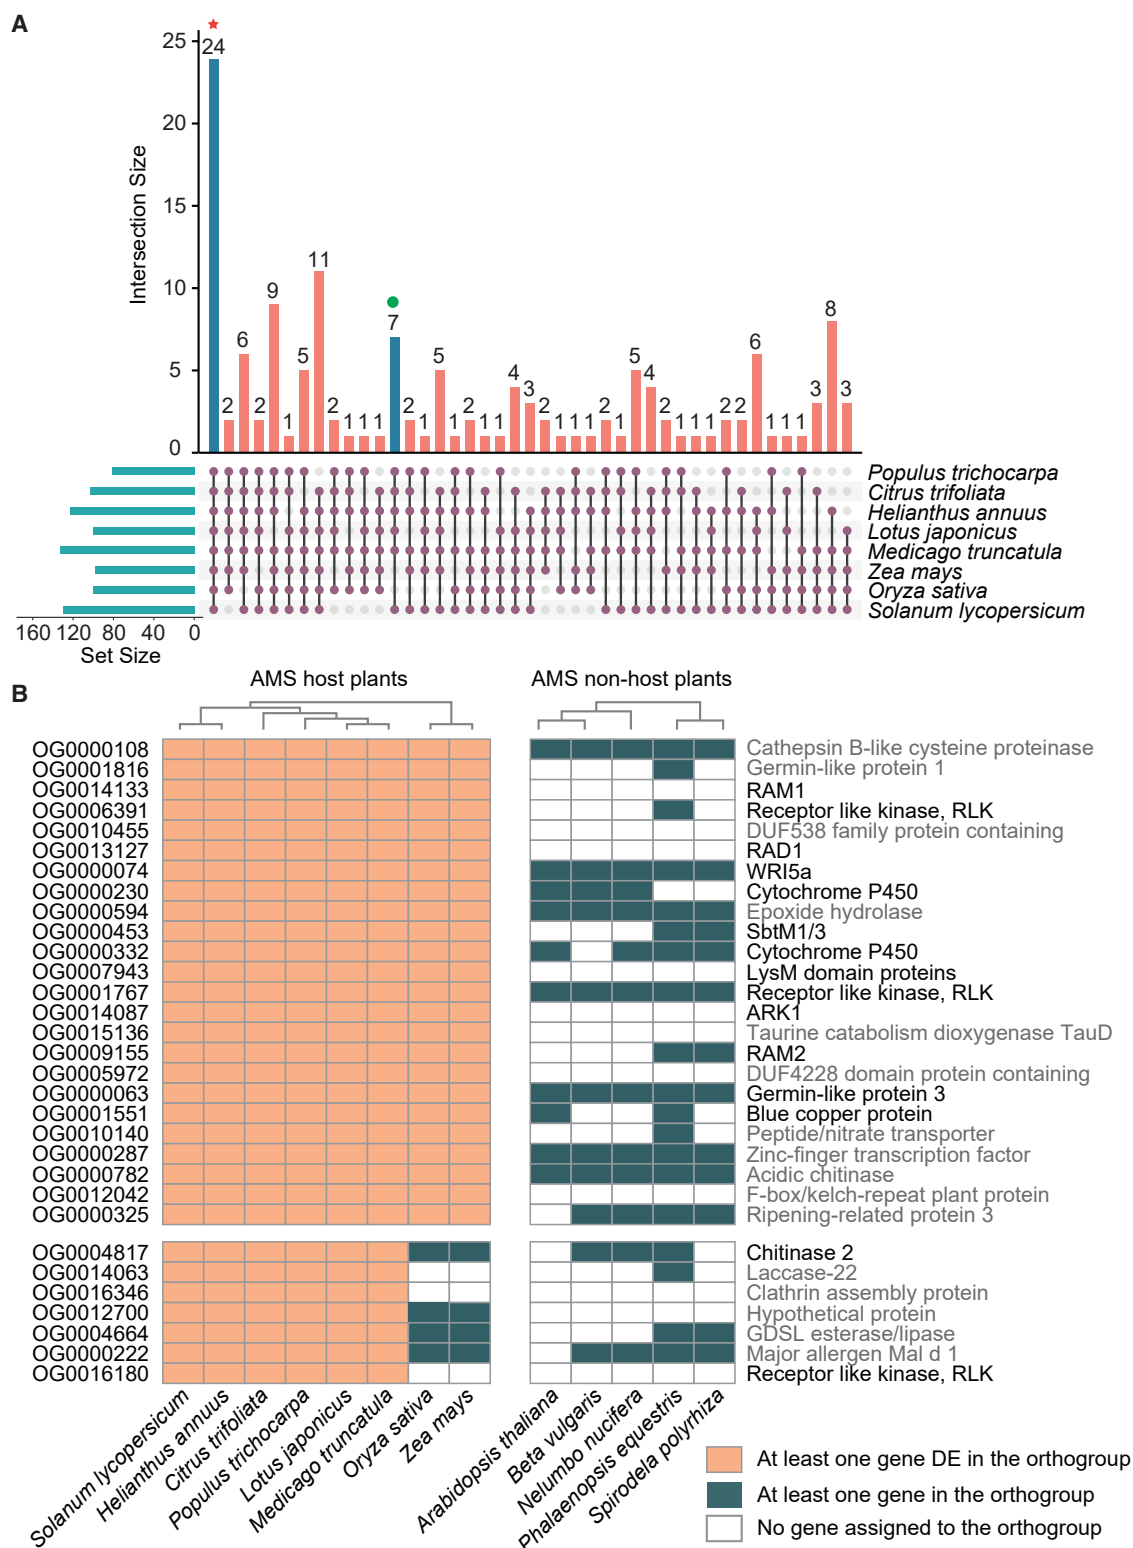 A
25
20
15
10
5
0
Intersection Size
24
2
6
2
9
1
5
11
2
1
1
1
7
2
1
5
1
2
1
1
4
3
2
1
1
1
2
1
5
4
2
1
1
1
2
2
6
1
1
1
3
8
3
Populus trichocarpa
Citrus trifoliata
Helianthus annuus
Lotus japonicus
Medicago truncatula
Zea mays
Oryza sativa
Solanum lycopersicum
160 120 80 40 0
Set Size
B
AMS host plants
AMS non-host plants
OG0000108 Cathepsin B-like cysteine proteinase
OG0001816 Germin-like protein 1
OG0014133 RAM1
OG0006391 Receptor like kinase, RLK
OG0010455 DUF538 family protein containing
OG0013127 RAD1
OG0000074 WRI5a
OG0000230 Cytochrome P450
OG0000594 Epoxide hydrolase
OG0000453 SbtM1/3
OG0000332 Cytochrome P450
OG0007943 LysM domain proteins
OG0001767 Receptor like kinase, RLK
OG0014087 ARK1
OG0015136 Taurine catabolism dioxygenase TauD
OG0009155 RAM2
OG0005972 DUF4228 domain protein containing
OG0000063 Germin-like protein 3
OG0001551 Blue copper protein
OG0010140 Peptide/nitrate transporter
OG0000287 Zinc-finger transcription factor
OG0000782 Acidic chitinase
OG0012042 F-box/kelch-repeat plant protein
OG0000325 Ripening-related protein 3
OG0004817 Chitinase 2
OG0014063 Laccase-22
OG0016346 Clathrin assembly protein
OG0012700 Hypothetical protein
OG0004664 GDSL esterase/lipase
OG0000222 Major allergen Mal d 1
OG0016180 Receptor like kinase, RLK
Solanum lycopersicum
Helianthus annuus
Citrus trifoliata
Populus trichocarpa
Lotus japonicus
Medicago truncatula
Oryza sativa
Zea mays
Arabidopsis thaliana
Beta vulgaris
Nelumbo nucifera
Phalaenopsis equestris
Spirodela polyrhiza
At least one gene DE in the orthogroup
At least one gene in the orthogroup
No gene assigned to the orthogroup